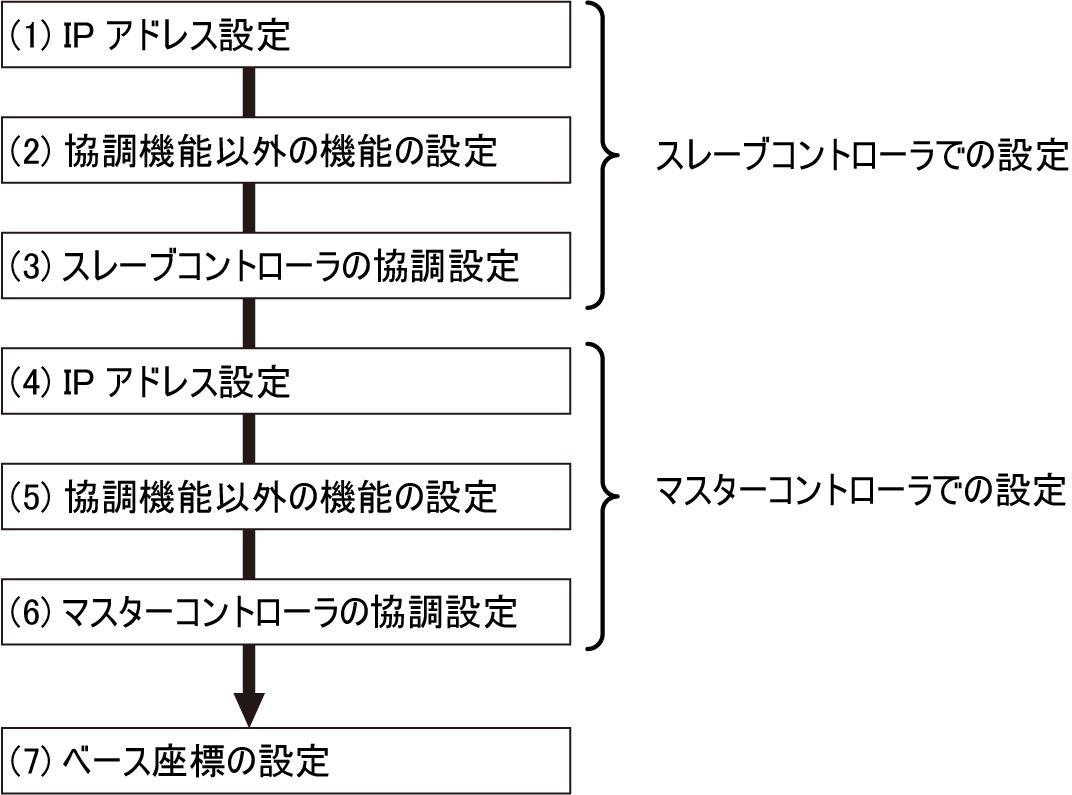 (1) IP アドレス設定
(2) 協調機能以外の機能の設定
(3) スレーブコントローラの協調設定
スレーブコントローラでの設定
(4) IP アドレス設定
(5) 協調機能以外の機能の設定
(6) マスターコントローラの協調設定
マスターコントローラでの設定
(7) ベース座標の設定